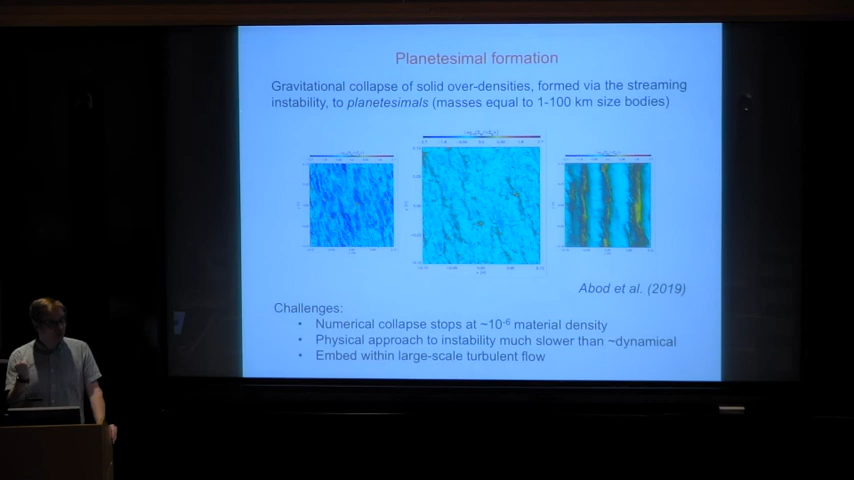 Planetesimal formation
Gravitational collapse of solid over-densities, formed via the streaming
instability, to planetesimals (masses equal to 1-100 km size bodies)
Abod et al. (2019)
Challenges:
• Numerical collapse stops at ~10⁻⁶ material density
• Physical approach to instability much slower than ~dynamical
• Embed within large-scale turbulent flow